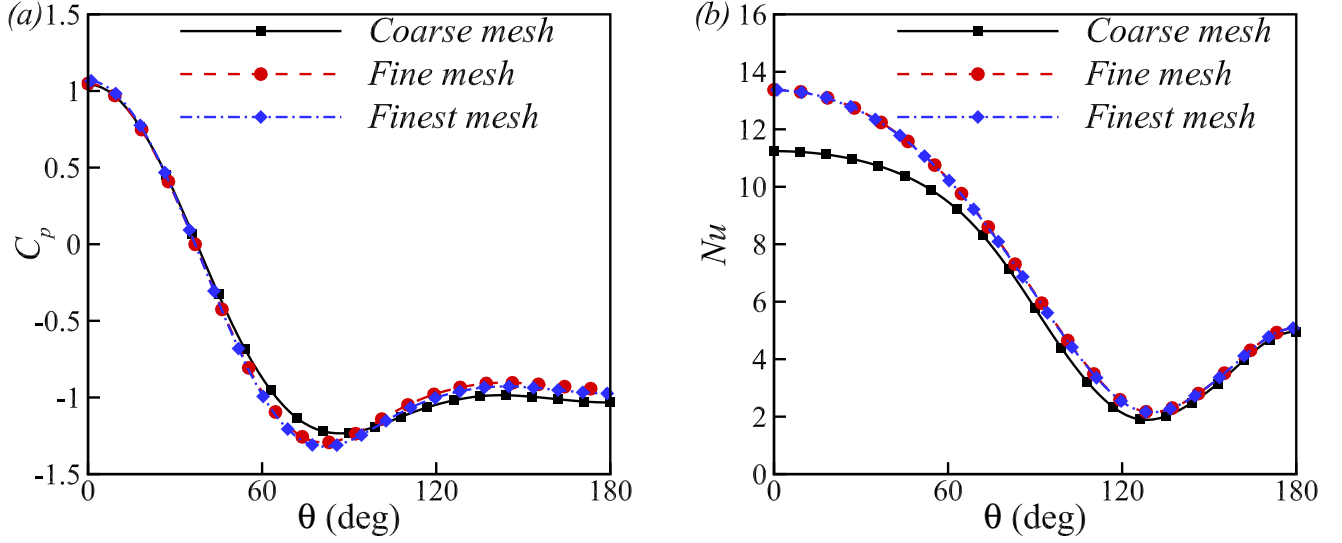 (a)
1.5
1
0.5
0
-0.5
-1
-1.5
C_p
Coarse mesh
Fine mesh
Finest mesh
0 60 120 180
θ (deg)
(b)
16
14
12
10
8
6
4
2
0
Nu
Coarse mesh
Fine mesh
Finest mesh
0 60 120 180
θ (deg)